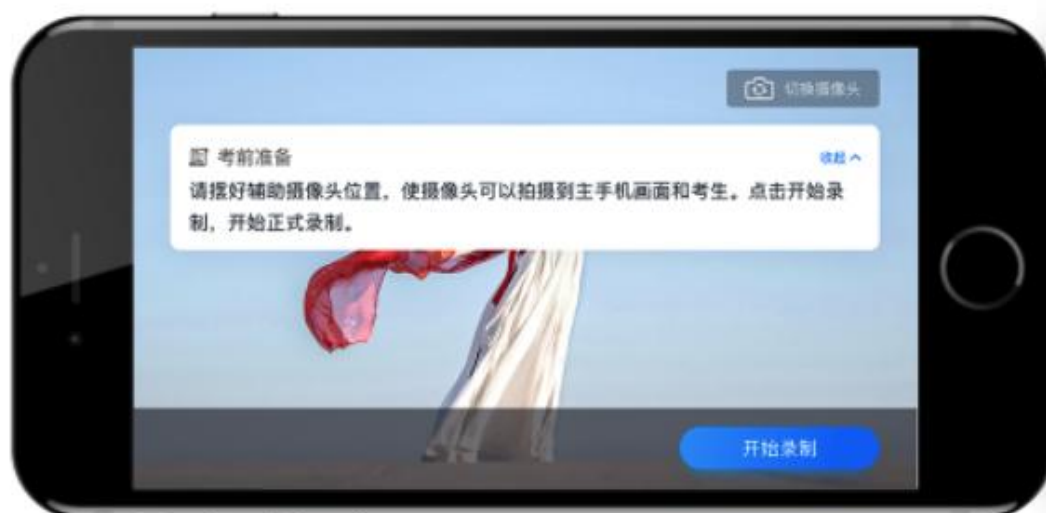 切换摄像头
考前准备
收起
请摆好辅助摄像头位置，使摄像头可以拍摄到主手机画面和考生。点击开始录
制，开始正式录制。
开始录制